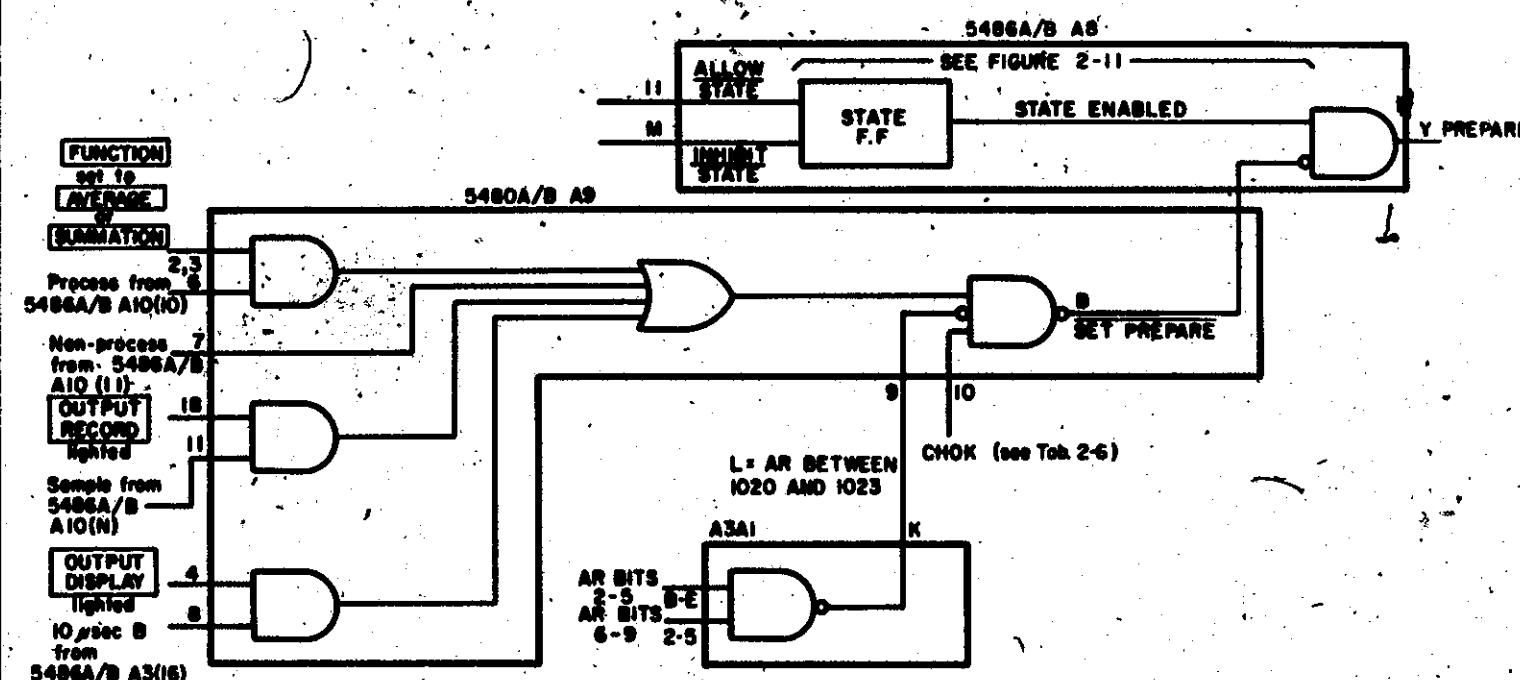 5486A/B A8
SEE FIGURE 2-11
ALLOW
STATE
11
STATE
F.F
STATE ENABLED
M
INHIBIT
STATE
Y PREPARE
FUNCTION
set to
AVERAGE
or
SUMMATION
5480A/B A9
2,3
Process from 6
5486A/B A10(10)
Non-process 7
from 5486A/B
A10 (11)
OUTPUT
RECORD
lighted
18
11
Sample from
5486A/B
A10(N)
OUTPUT
DISPLAY
lighted
4
8
10 μsec B
from
5486A/B A3(16)
B
SET PREPARE
9
10
CHOK (see Tab. 2-6)
L= AR BETWEEN
1020 AND 1023
A3A1
K
AR BITS
2-5 B-E
AR BITS
6-9 2-5